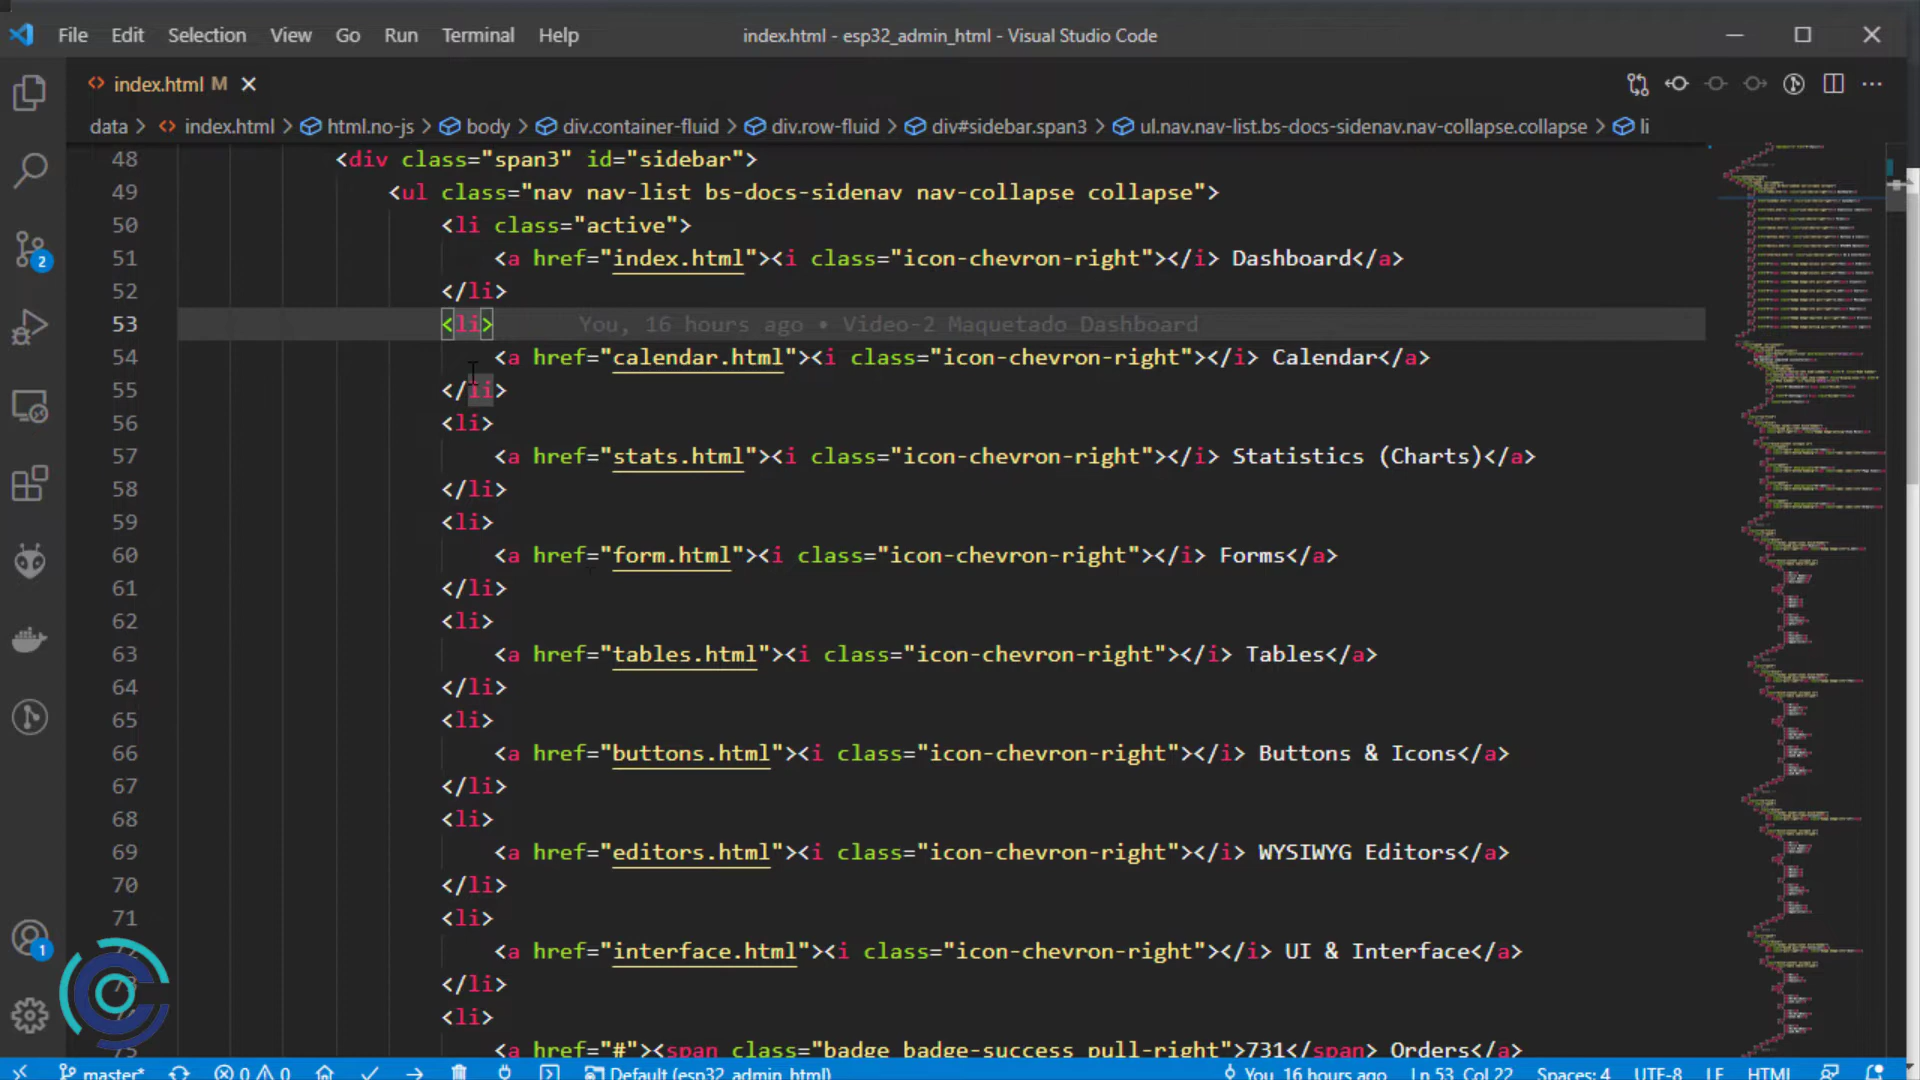 File Edit Selection View Go Run Terminal Help index.html - esp32_admin_html - Visual Studio Code
index.html M
data > index.html > html.no-js > body > div.container-fluid > div.row-fluid > div#sidebar.span3 > ul.nav.nav-list.bs-docs-sidenav.nav-collapse.collapse > li
48 <div class="span3" id="sidebar">
49 <ul class="nav nav-list bs-docs-sidenav nav-collapse collapse">
50 <li class="active">
51 <a href="index.html"><i class="icon-chevron-right"></i> Dashboard</a>
52 </li>
53 <li> You, 16 hours ago • Video-2 Maquetado Dashboard
54 <a href="calendar.html"><i class="icon-chevron-right"></i> Calendar</a>
55 </li>
56 <li>
57 <a href="stats.html"><i class="icon-chevron-right"></i> Statistics (Charts)</a>
58 </li>
59 <li>
60 <a href="form.html"><i class="icon-chevron-right"></i> Forms</a>
61 </li>
62 <li>
63 <a href="tables.html"><i class="icon-chevron-right"></i> Tables</a>
64 </li>
65 <li>
66 <a href="buttons.html"><i class="icon-chevron-right"></i> Buttons & Icons</a>
67 </li>
68 <li>
69 <a href="editors.html"><i class="icon-chevron-right"></i> WYSIWYG Editors</a>
70 </li>
71 <li>
72 <a href="interface.html"><i class="icon-chevron-right"></i> UI & Interface</a>
73 </li>
74 <li>
75 <a href="#"><span class="badge badge-success pull-right">731</span> Orders</a>
2
1
master* 0 0 Default (esp32_admin_html) You, 16 hours ago Ln 53, Col 22 Spaces: 4 UTF-8 LF HTML